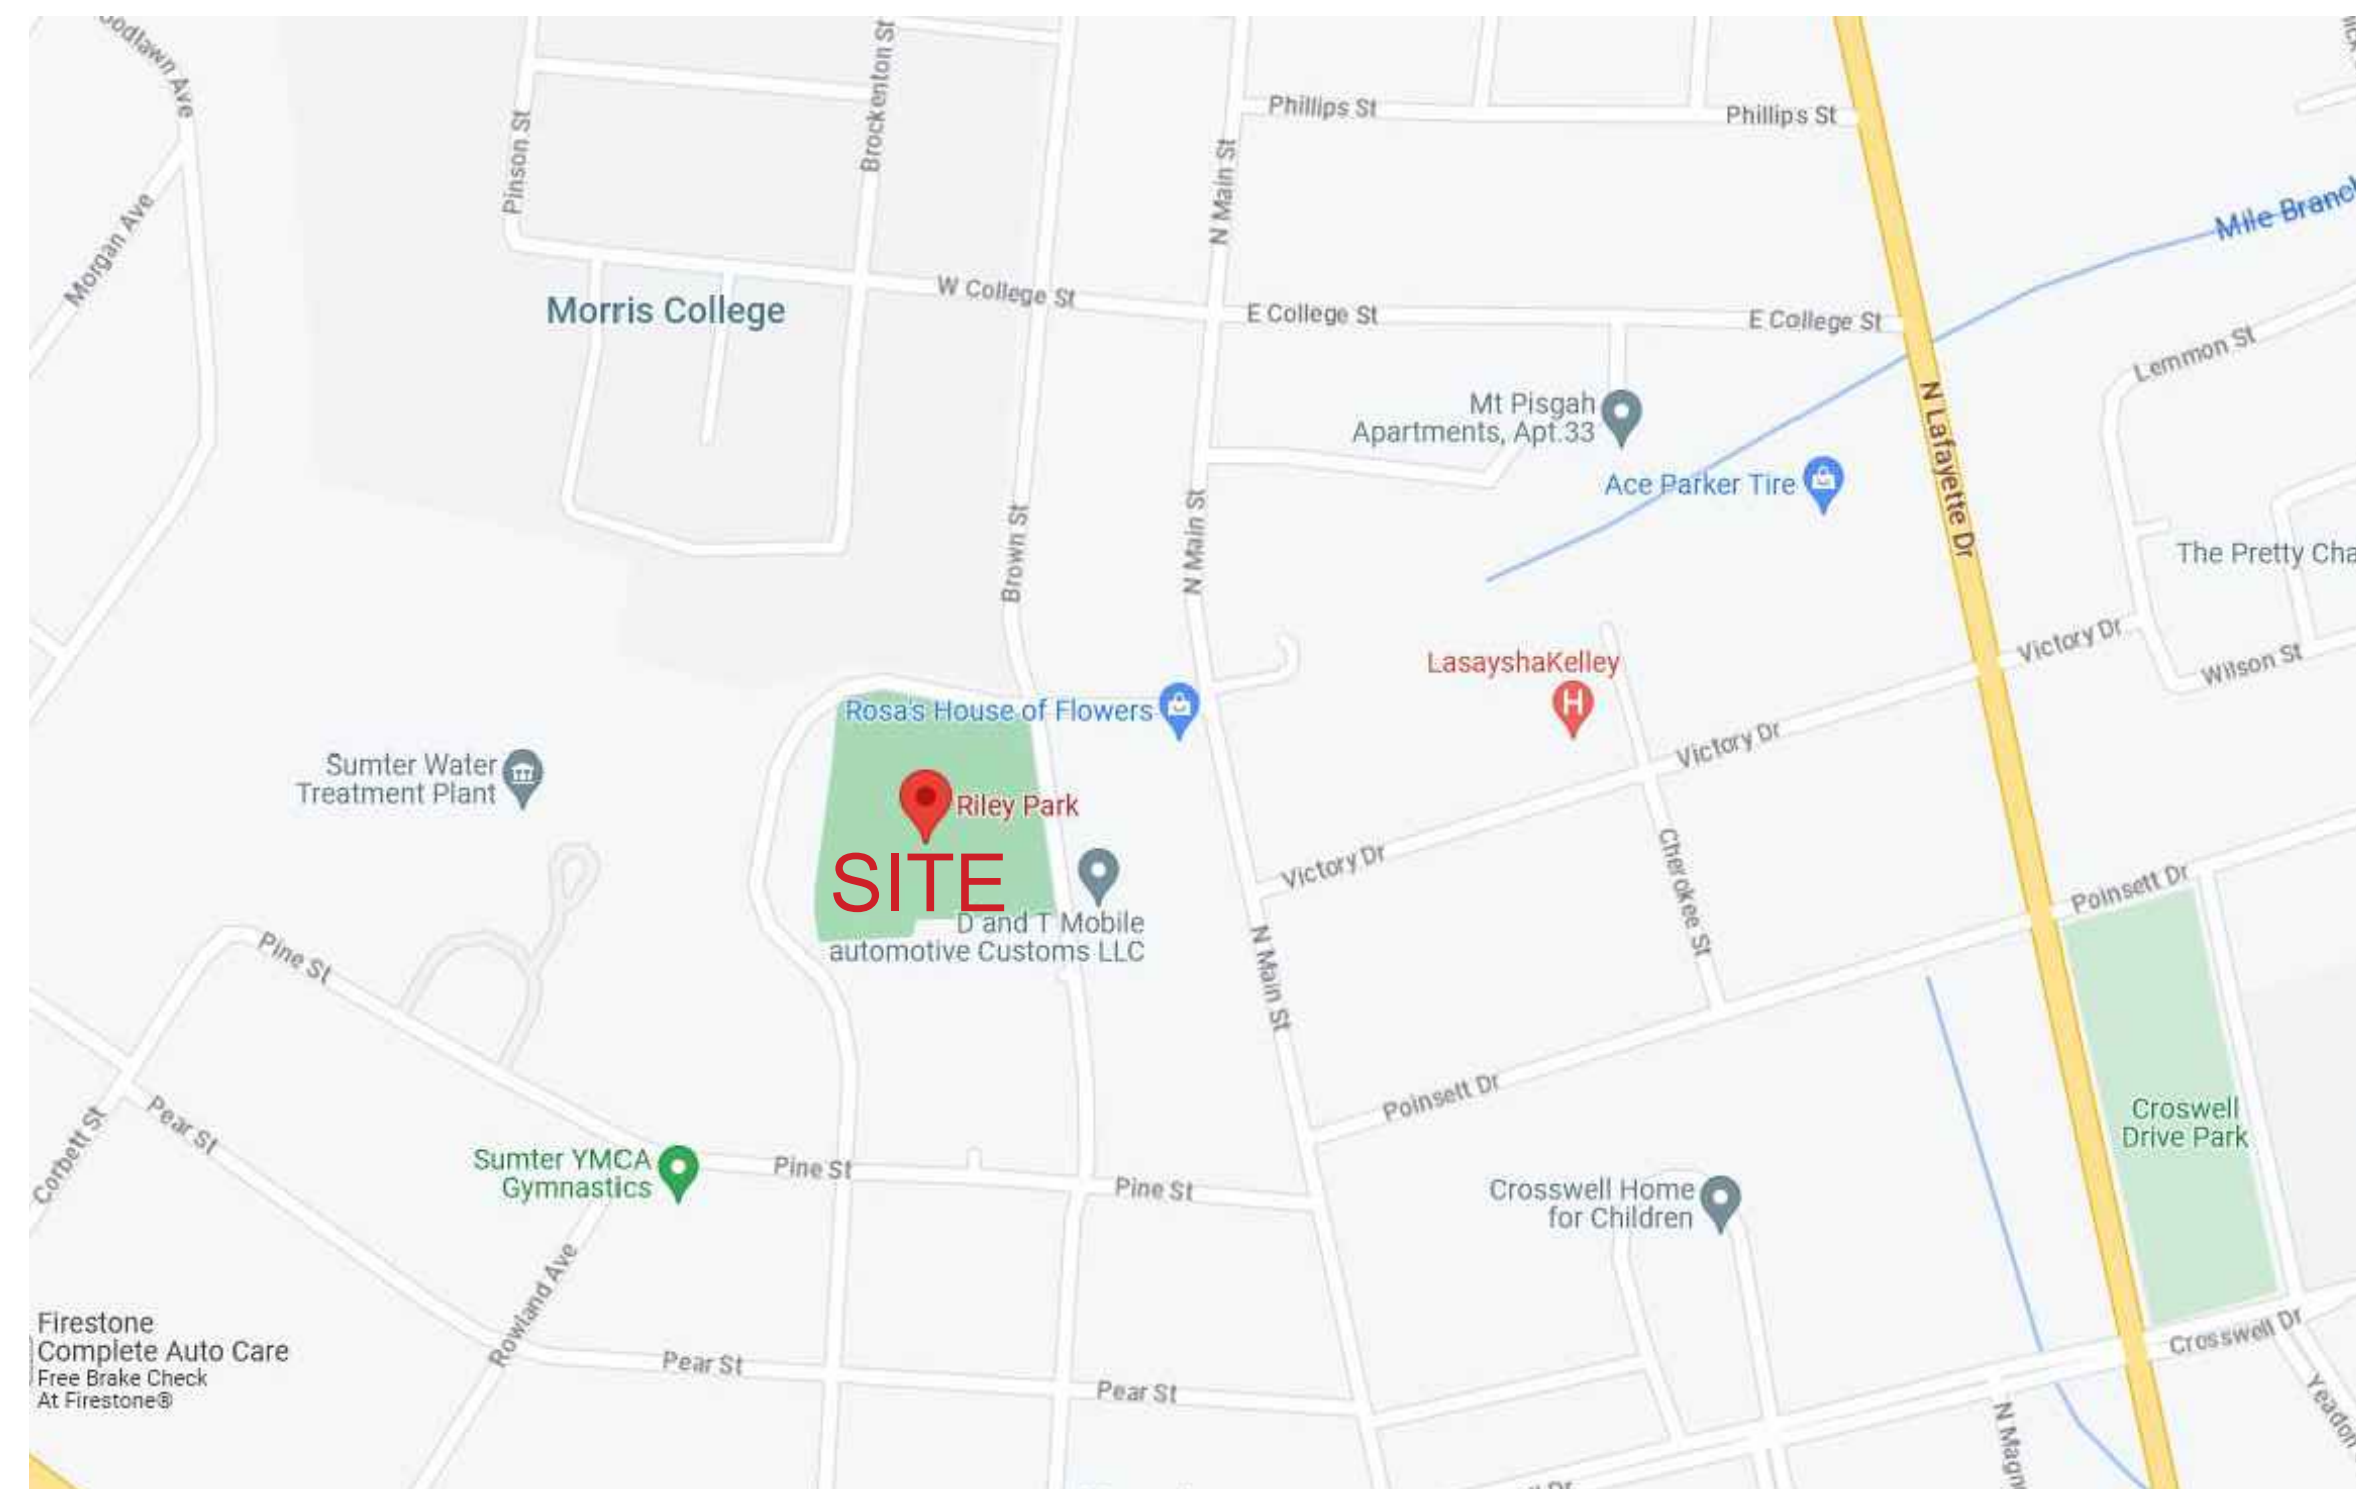 Phillips St
Phillips St
Pinson St
Brockenton St
N Main St
Morgan Ave
Morris College
W College St
E College St
E College St
Lemmon St
N Lafayette Dr
Mt Pisgah
Apartments, Apt.33
Ace Parker Tire
Brown St
N Main St
Victory Dr
Wilson St
LasayshaKelley
Rosa's House of Flowers
Victory Dr
Sumter Water
Treatment Plant
Riley Park
SITE
Victory Dr
Cherokee St
Poinsett Dr
D and T Mobile
automotive Customs LLC
Pine St
N Main St
Poinsett Dr
Corbett St
Pear St
Croswell
Drive Park
Sumter YMCA
Gymnastics
Pine St
Pine St
Crosswell Home
for Children
Rowland Ave
Firestone
Complete Auto Care
Free Brake Check
At Firestone®
Pear St
Pear St
Crosswell Dr
The Pretty